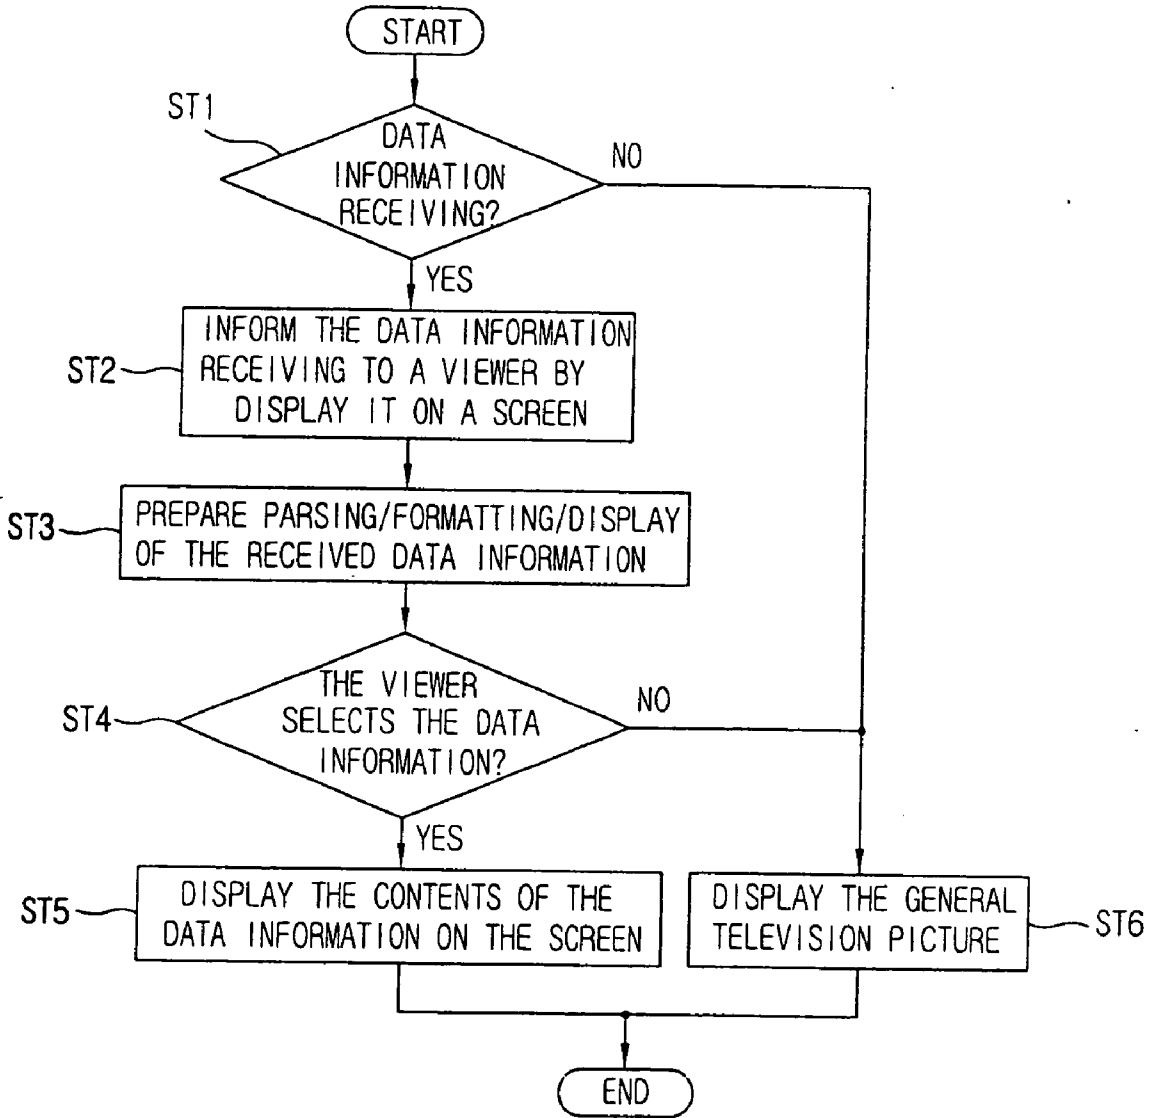 START
ST1
DATA
INFORMATION
RECEIVING?
NO
YES
ST2
INFORM THE DATA INFORMATION
RECEIVING TO A VIEWER BY
DISPLAY IT ON A SCREEN
ST3
PREPARE PARSING/FORMATTING/DISPLAY
OF THE RECEIVED DATA INFORMATION
ST4
THE VIEWER
SELECTS THE DATA
INFORMATION?
NO
YES
ST5
DISPLAY THE CONTENTS OF THE
DATA INFORMATION ON THE SCREEN
DISPLAY THE GENERAL
TELEVISION PICTURE
ST6
END